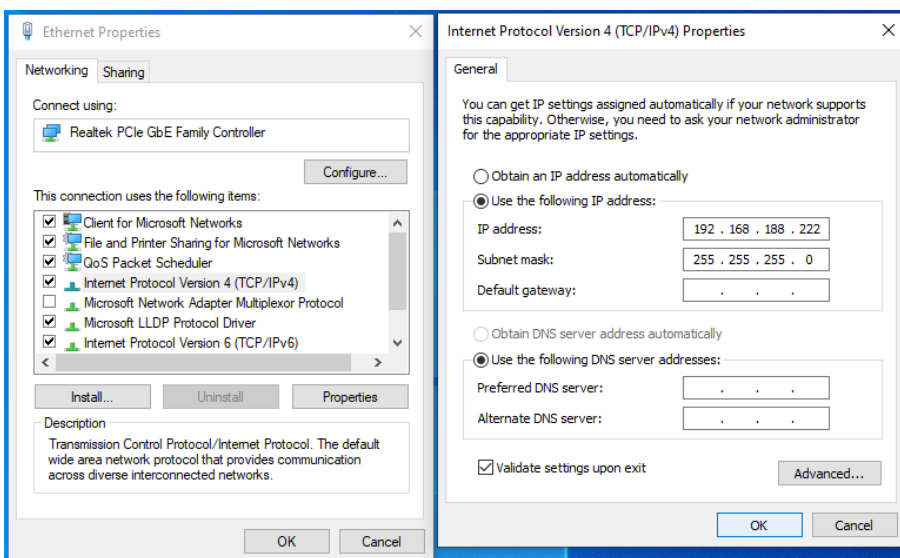 Ethernet Properties
Networking
Sharing
Connect using:
Realtek PCIe GbE Family Controller
Configure...
This connection uses the following items:
Client for Microsoft Networks
File and Printer Sharing for Microsoft Networks
QoS Packet Scheduler
Internet Protocol Version 4 (TCP/IPv4)
Microsoft Network Adapter Multiplexor Protocol
Microsoft LLDP Protocol Driver
Internet Protocol Version 6 (TCP/IPv6)
Install...
Uninstall
Properties
Description
Transmission Control Protocol/Internet Protocol. The default
wide area network protocol that provides communication
across diverse interconnected networks.
OK
Cancel
Internet Protocol Version 4 (TCP/IPv4) Properties
General
You can get IP settings assigned automatically if your network supports
this capability. Otherwise, you need to ask your network administrator
for the appropriate IP settings.
Obtain an IP address automatically
Use the following IP address:
IP address:
192 . 168 . 188 . 222
Subnet mask:
255 . 255 . 255 . 0
Default gateway:
. . .
Obtain DNS server address automatically
Use the following DNS server addresses:
Preferred DNS server:
. . .
Alternate DNS server:
. . .
Validate settings upon exit
Advanced...
OK
Cancel